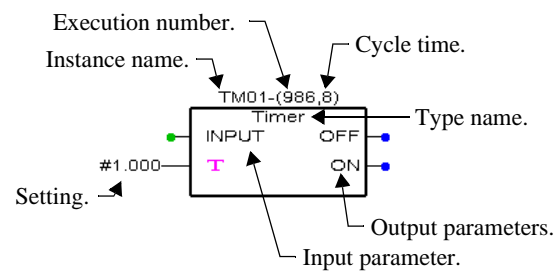 Execution number.
Instance name.
Cycle time.
TM01-(986,8)
Timer
Type name.
INPUT OFF
#1.000 T ON
Setting.
Output parameters.
Input parameter.